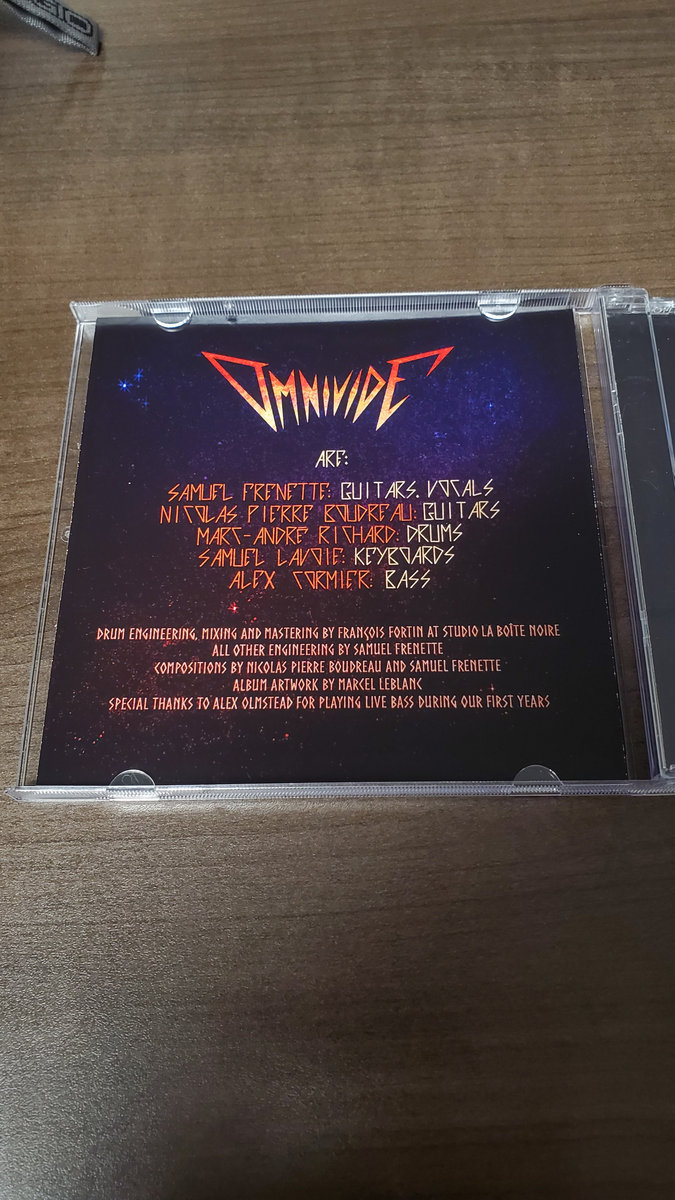 OMNIVIDE
ARE:
SAMUEL FRENETTE: GUITARS, VOCALS
NICOLAS PIERRE BOUDREAU: GUITARS
MARC-ANDRÉ RICHARD: DRUMS
SAMUEL LAVOIE: KEYBOARDS
ALEX CORMIER: BASS
DRUM ENGINEERING, MIXING AND MASTERING BY FRANÇOIS FORTIN AT STUDIO LA BOÎTE NOIRE
ALL OTHER ENGINEERING BY SAMUEL FRENETTE
COMPOSITIONS BY NICOLAS PIERRE BOUDREAU AND SAMUEL FRENETTE
ALBUM ARTWORK BY MARCEL LEBLANC
SPECIAL THANKS TO ALEX OLMSTEAD FOR PLAYING LIVE BASS DURING OUR FIRST YEARS